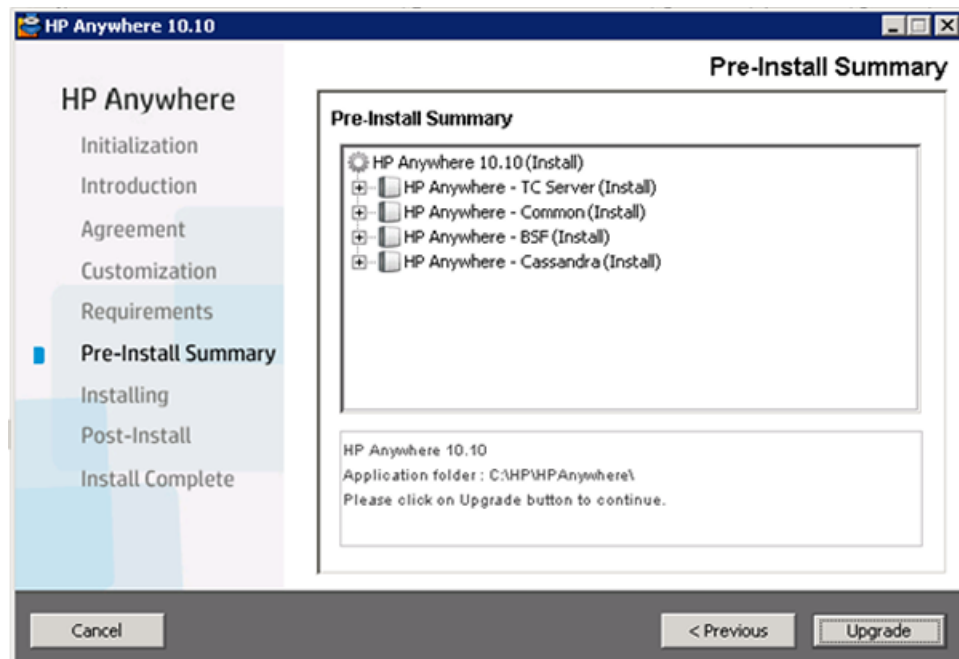 HP Anywhere 10.10
Pre-Install Summary
HP Anywhere
Initialization
Introduction
Agreement
Customization
Requirements
Pre-Install Summary
Installing
Post-Install
Install Complete
Pre-Install Summary
HP Anywhere 10.10 (Install)
HP Anywhere - TC Server (Install)
HP Anywhere - Common (Install)
HP Anywhere - BSF (Install)
HP Anywhere - Cassandra (Install)
HP Anywhere 10.10
Application folder : C:\HP\HPAnywhere\
Please click on Upgrade button to continue.
Cancel
< Previous
Upgrade